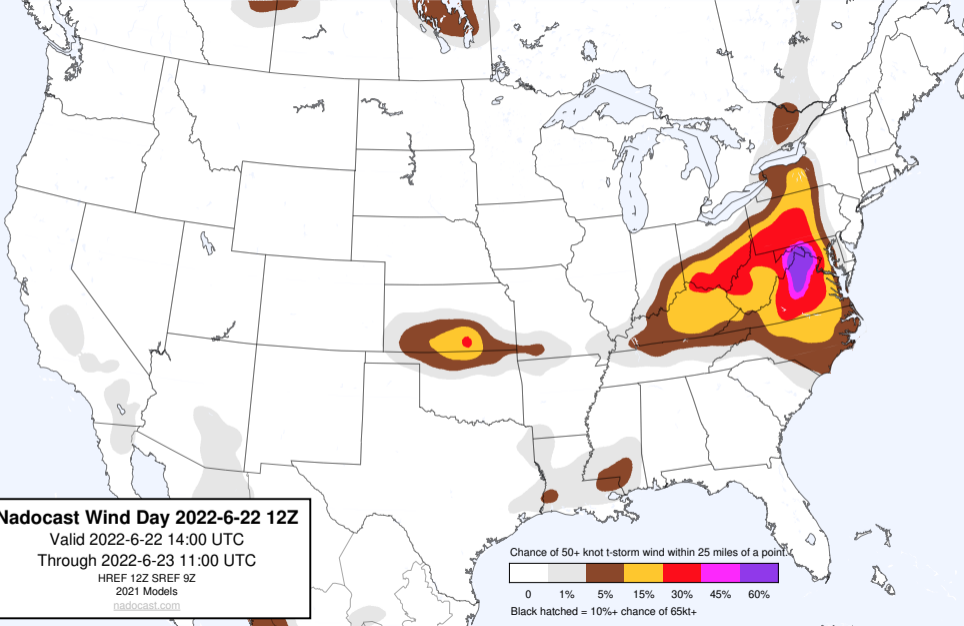 Nadocast Wind Day 2022-6-22 12Z
Valid 2022-6-22 14:00 UTC
Through 2022-6-23 11:00 UTC
HREF 12Z SREF 9Z
2021 Models
nadocast.com
Chance of 50+ knot t-storm wind within 25 miles of a point.
0 1% 5% 15% 30% 45% 60%
Black hatched = 10%+ chance of 65kt+